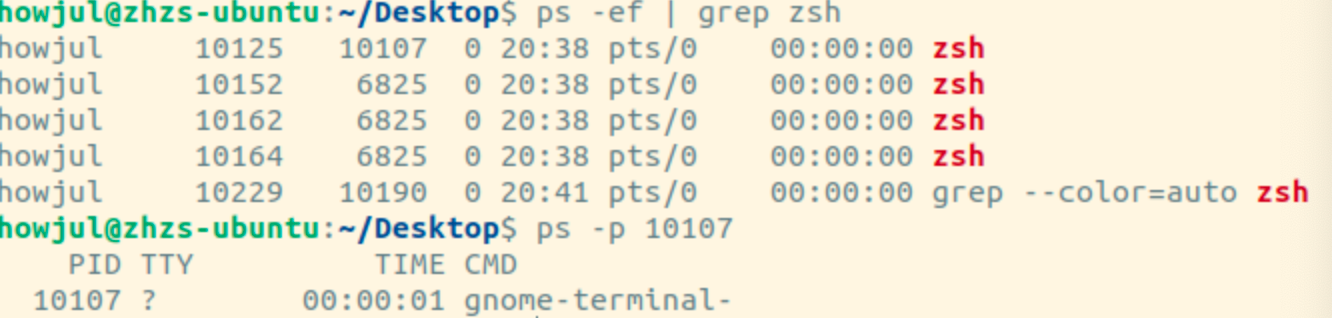 howjul@zhzs-ubuntu:~/Desktop$ ps -ef | grep zsh
howjul     10125   10107  0 20:38 pts/0    00:00:00 zsh
howjul     10152    6825  0 20:38 pts/0    00:00:00 zsh
howjul     10162    6825  0 20:38 pts/0    00:00:00 zsh
howjul     10164    6825  0 20:38 pts/0    00:00:00 zsh
howjul     10229   10190  0 20:41 pts/0    00:00:00 grep --color=auto zsh
howjul@zhzs-ubuntu:~/Desktop$ ps -p 10107
    PID TTY          TIME CMD
  10107 ?        00:00:01 gnome-terminal-